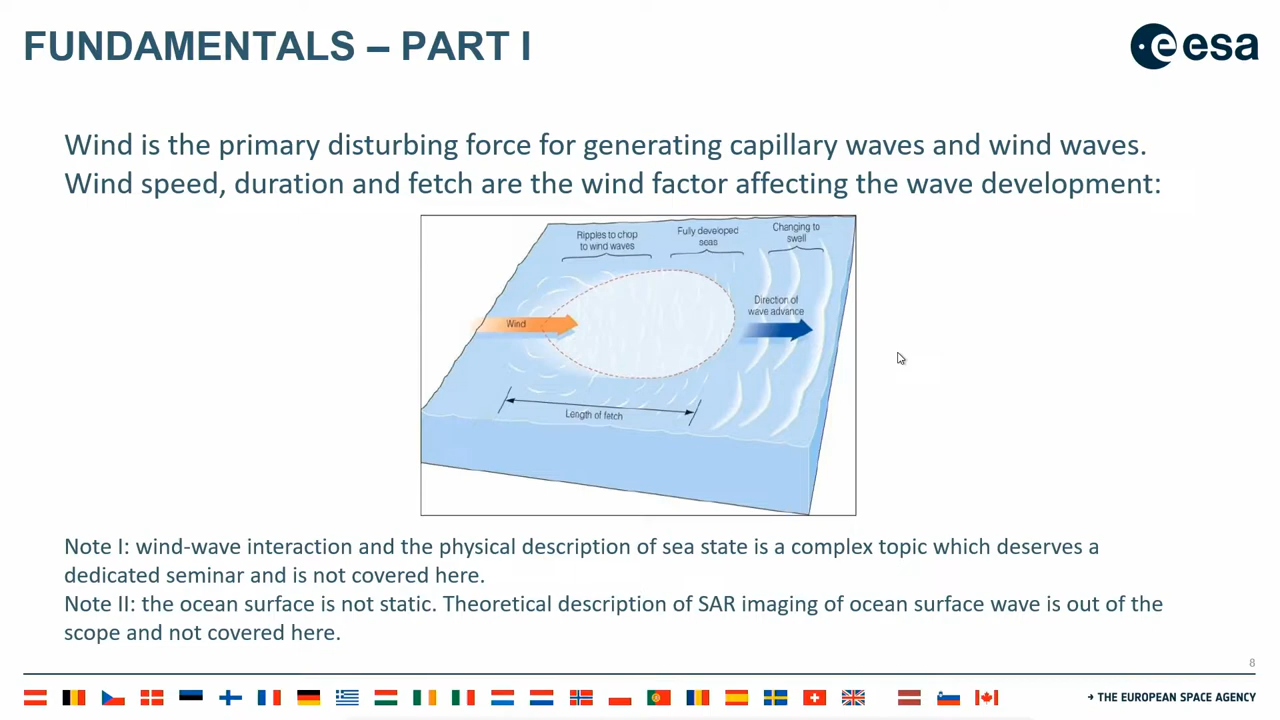 FUNDAMENTALS – PART I
esa
Wind is the primary disturbing force for generating capillary waves and wind waves.
Wind speed, duration and fetch are the wind factor affecting the wave development:
Ripples to chop
to wind waves
Fully developed
seas
Changing to
swell
Wind
Direction of
wave advance
Length of fetch
Note I: wind-wave interaction and the physical description of sea state is a complex topic which deserves a
dedicated seminar and is not covered here.
Note II: the ocean surface is not static. Theoretical description of SAR imaging of ocean surface wave is out of the
scope and not covered here.
8
→ THE EUROPEAN SPACE AGENCY